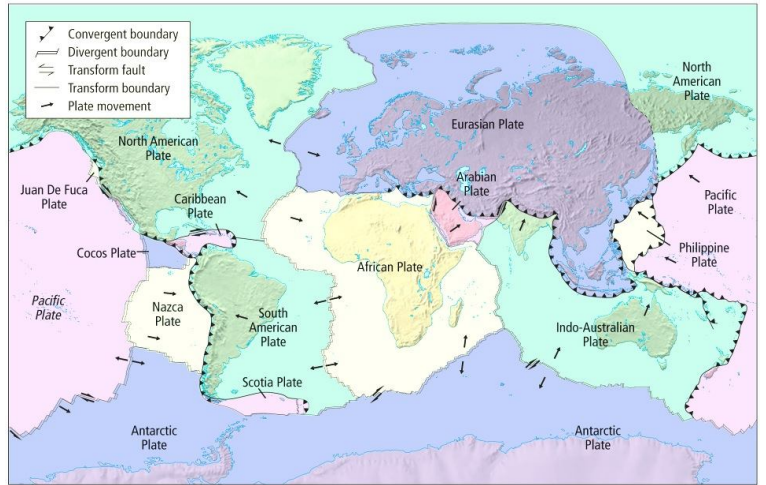 Convergent boundary
Divergent boundary
Transform fault
Transform boundary
Plate movement
North
American
Plate
Eurasian Plate
North American
Plate
Arabian
Plate
Juan De Fuca
Plate
Caribbean
Plate
Pacific
Plate
Cocos Plate
Philippine
Plate
African Plate
Pacific
Plate
Nazca
Plate
South
American
Plate
Indo-Australian
Plate
Scotia Plate
Antarctic
Plate
Antarctic
Plate